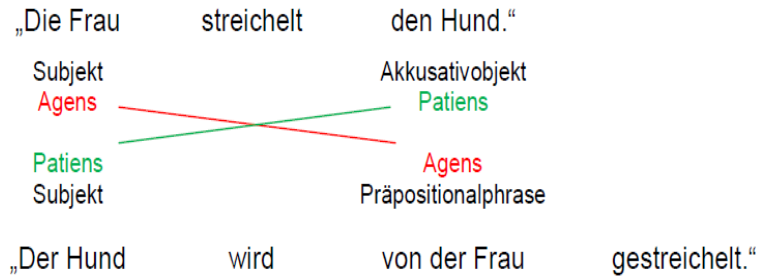 „Die Frau streichelt den Hund.“
Subjekt Akkusativobjekt
Agens Patiens
Patiens Agens
Subjekt Präpositionalphrase
„Der Hund wird von der Frau gestreichelt.“